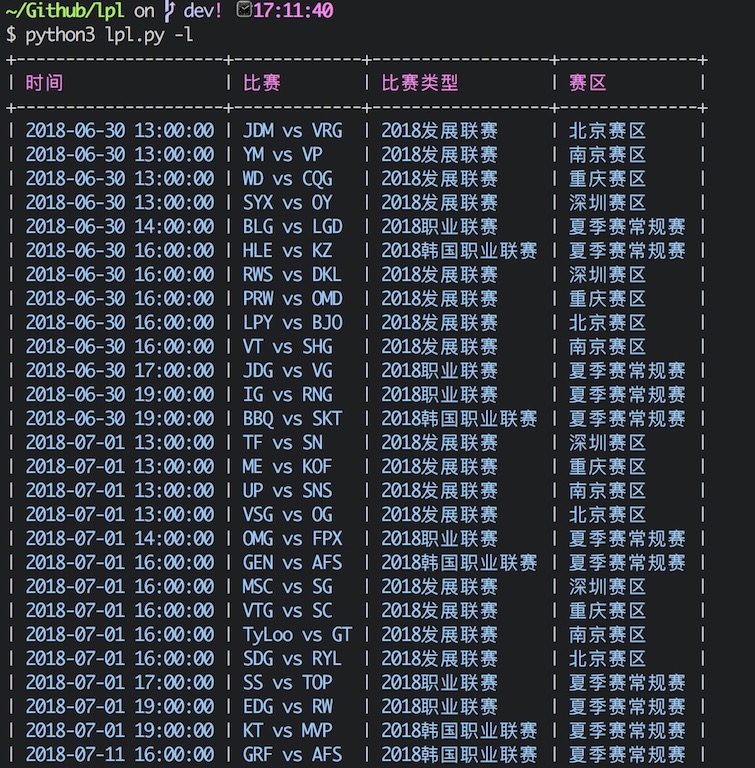 ~/Github/lpl on dev! 17:11:40
$ python3 lpl.py -l
时间 | 比赛 | 比赛类型 | 赛区
2018-06-30 13:00:00 | JDM vs VRG | 2018发展联赛 | 北京赛区
2018-06-30 13:00:00 | YM vs VP | 2018发展联赛 | 南京赛区
2018-06-30 13:00:00 | WD vs CQG | 2018发展联赛 | 重庆赛区
2018-06-30 13:00:00 | SYX vs OY | 2018发展联赛 | 深圳赛区
2018-06-30 14:00:00 | BLG vs LGD | 2018职业联赛 | 夏季赛常规赛
2018-06-30 16:00:00 | HLE vs KZ | 2018韩国职业联赛 | 夏季赛常规赛
2018-06-30 16:00:00 | RWS vs DKL | 2018发展联赛 | 深圳赛区
2018-06-30 16:00:00 | PRW vs OMD | 2018发展联赛 | 重庆赛区
2018-06-30 16:00:00 | LPY vs BJO | 2018发展联赛 | 北京赛区
2018-06-30 16:00:00 | VT vs SHG | 2018发展联赛 | 南京赛区
2018-06-30 17:00:00 | JDG vs VG | 2018职业联赛 | 夏季赛常规赛
2018-06-30 19:00:00 | IG vs RNG | 2018职业联赛 | 夏季赛常规赛
2018-06-30 19:00:00 | BBQ vs SKT | 2018韩国职业联赛 | 夏季赛常规赛
2018-07-01 13:00:00 | TF vs SN | 2018发展联赛 | 深圳赛区
2018-07-01 13:00:00 | ME vs KOF | 2018发展联赛 | 重庆赛区
2018-07-01 13:00:00 | UP vs SNS | 2018发展联赛 | 南京赛区
2018-07-01 13:00:00 | VSG vs OG | 2018发展联赛 | 北京赛区
2018-07-01 14:00:00 | OMG vs FPX | 2018职业联赛 | 夏季赛常规赛
2018-07-01 16:00:00 | GEN vs AFS | 2018韩国职业联赛 | 夏季赛常规赛
2018-07-01 16:00:00 | MSC vs SG | 2018发展联赛 | 深圳赛区
2018-07-01 16:00:00 | VTG vs SC | 2018发展联赛 | 重庆赛区
2018-07-01 16:00:00 | TyLoo vs GT | 2018发展联赛 | 南京赛区
2018-07-01 16:00:00 | SDG vs RYL | 2018发展联赛 | 北京赛区
2018-07-01 17:00:00 | SS vs TOP | 2018职业联赛 | 夏季赛常规赛
2018-07-01 19:00:00 | EDG vs RW | 2018职业联赛 | 夏季赛常规赛
2018-07-01 19:00:00 | KT vs MVP | 2018韩国职业联赛 | 夏季赛常规赛
2018-07-11 16:00:00 | GRF vs AFS | 2018韩国职业联赛 | 夏季赛常规赛